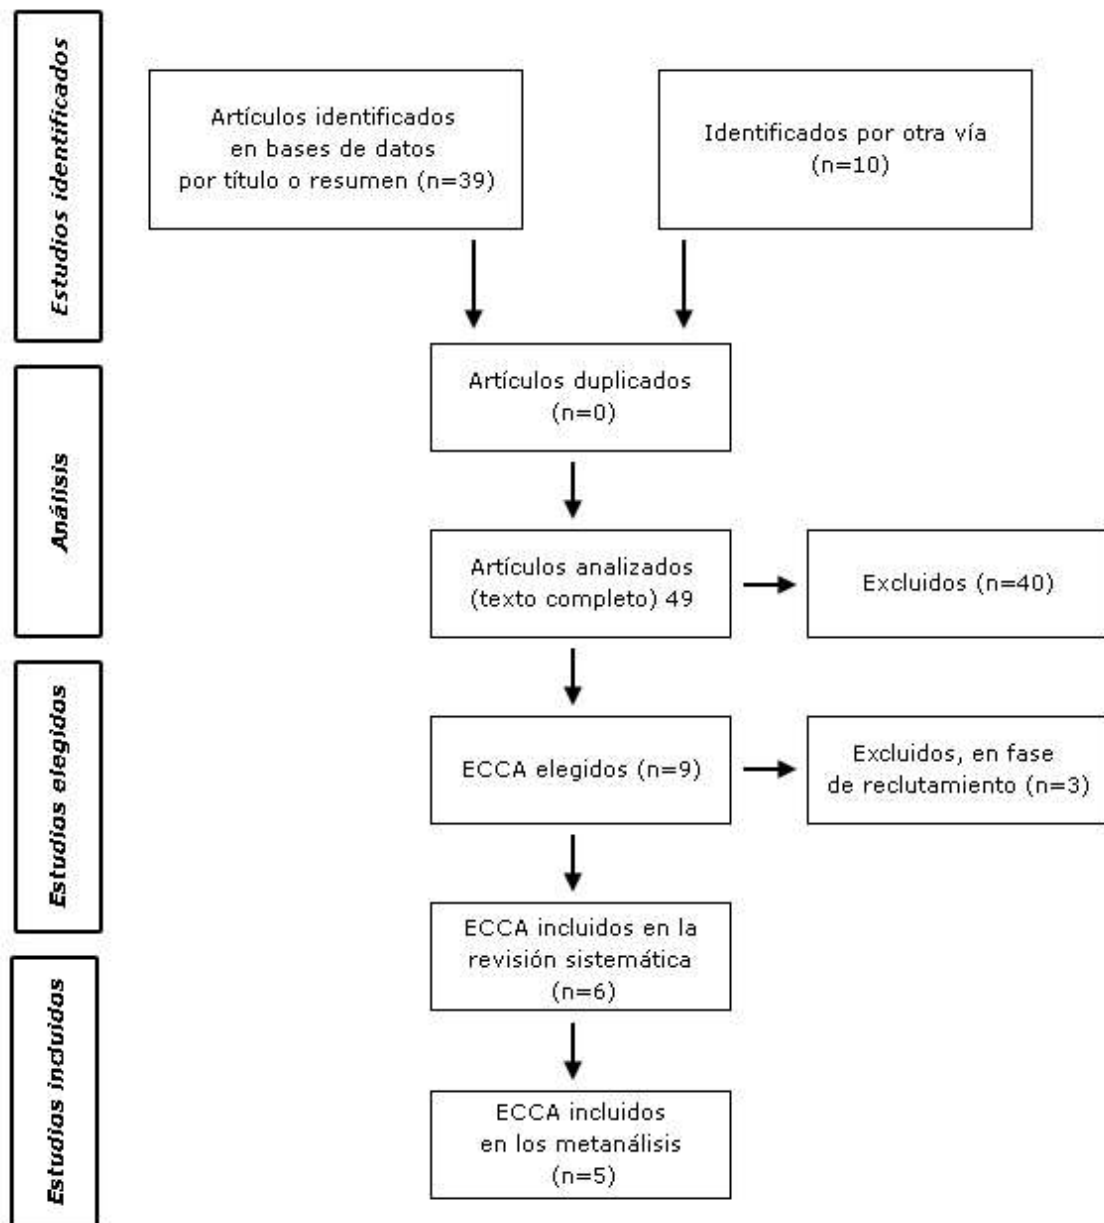 Estudios identificados
Artículos identificados
en bases de datos
por título o resumen (n=39)
Identificados por otra vía
(n=10)
Análisis
Artículos duplicados
(n=0)
Artículos analizados
(texto completo) 49
Excluidos (n=40)
Estudios elegidos
ECCA elegidos (n=9)
Excluidos, en fase
de reclutamiento (n=3)
ECCA incluidos en la
revisión sistemática
(n=6)
Estudios incluidos
ECCA incluidos
en los metanálisis
(n=5)